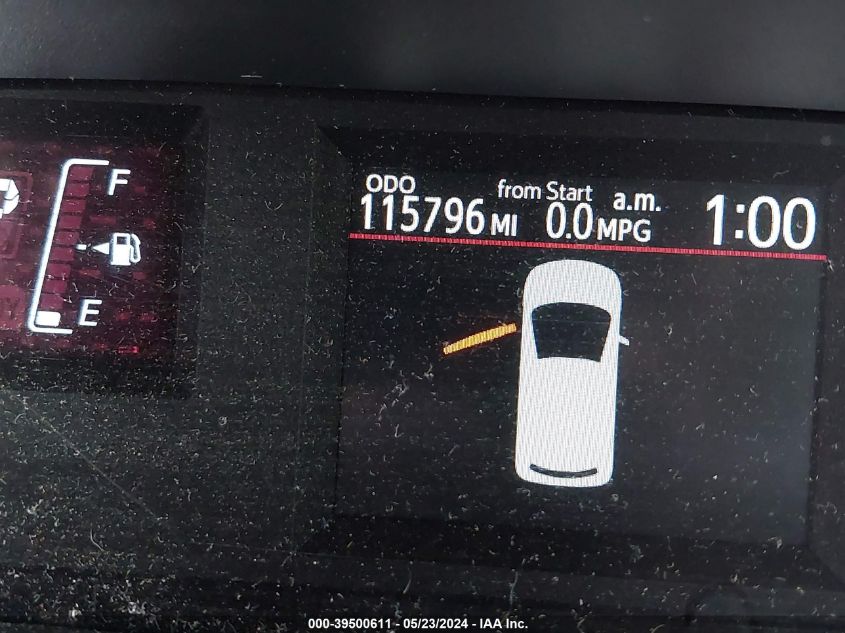 F
E
ODO from Start a.m.
115796 MI 0.0 MPG 1:00
000-39500611 - 05/23/2024 - IAA Inc.